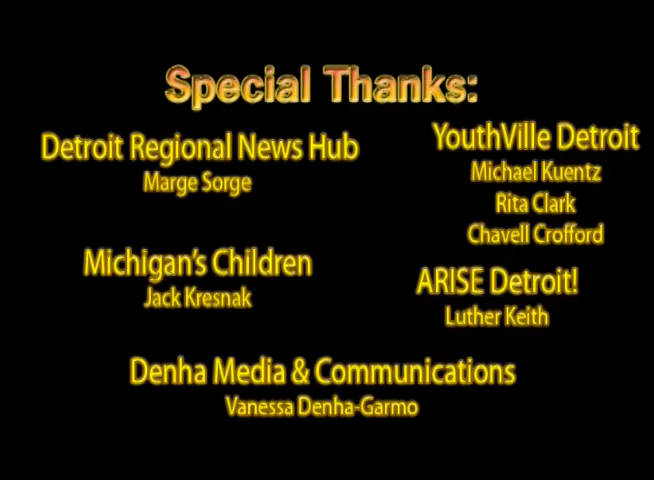 Special Thanks:
Detroit Regional News Hub
Marge Sorge
YouthVille Detroit
Michael Kuentz
Rita Clark
Chavell Crofford
Michigan's Children
Jack Kresnak
ARISE Detroit!
Luther Keith
Denha Media & Communications
Vanessa Denha-Garmo